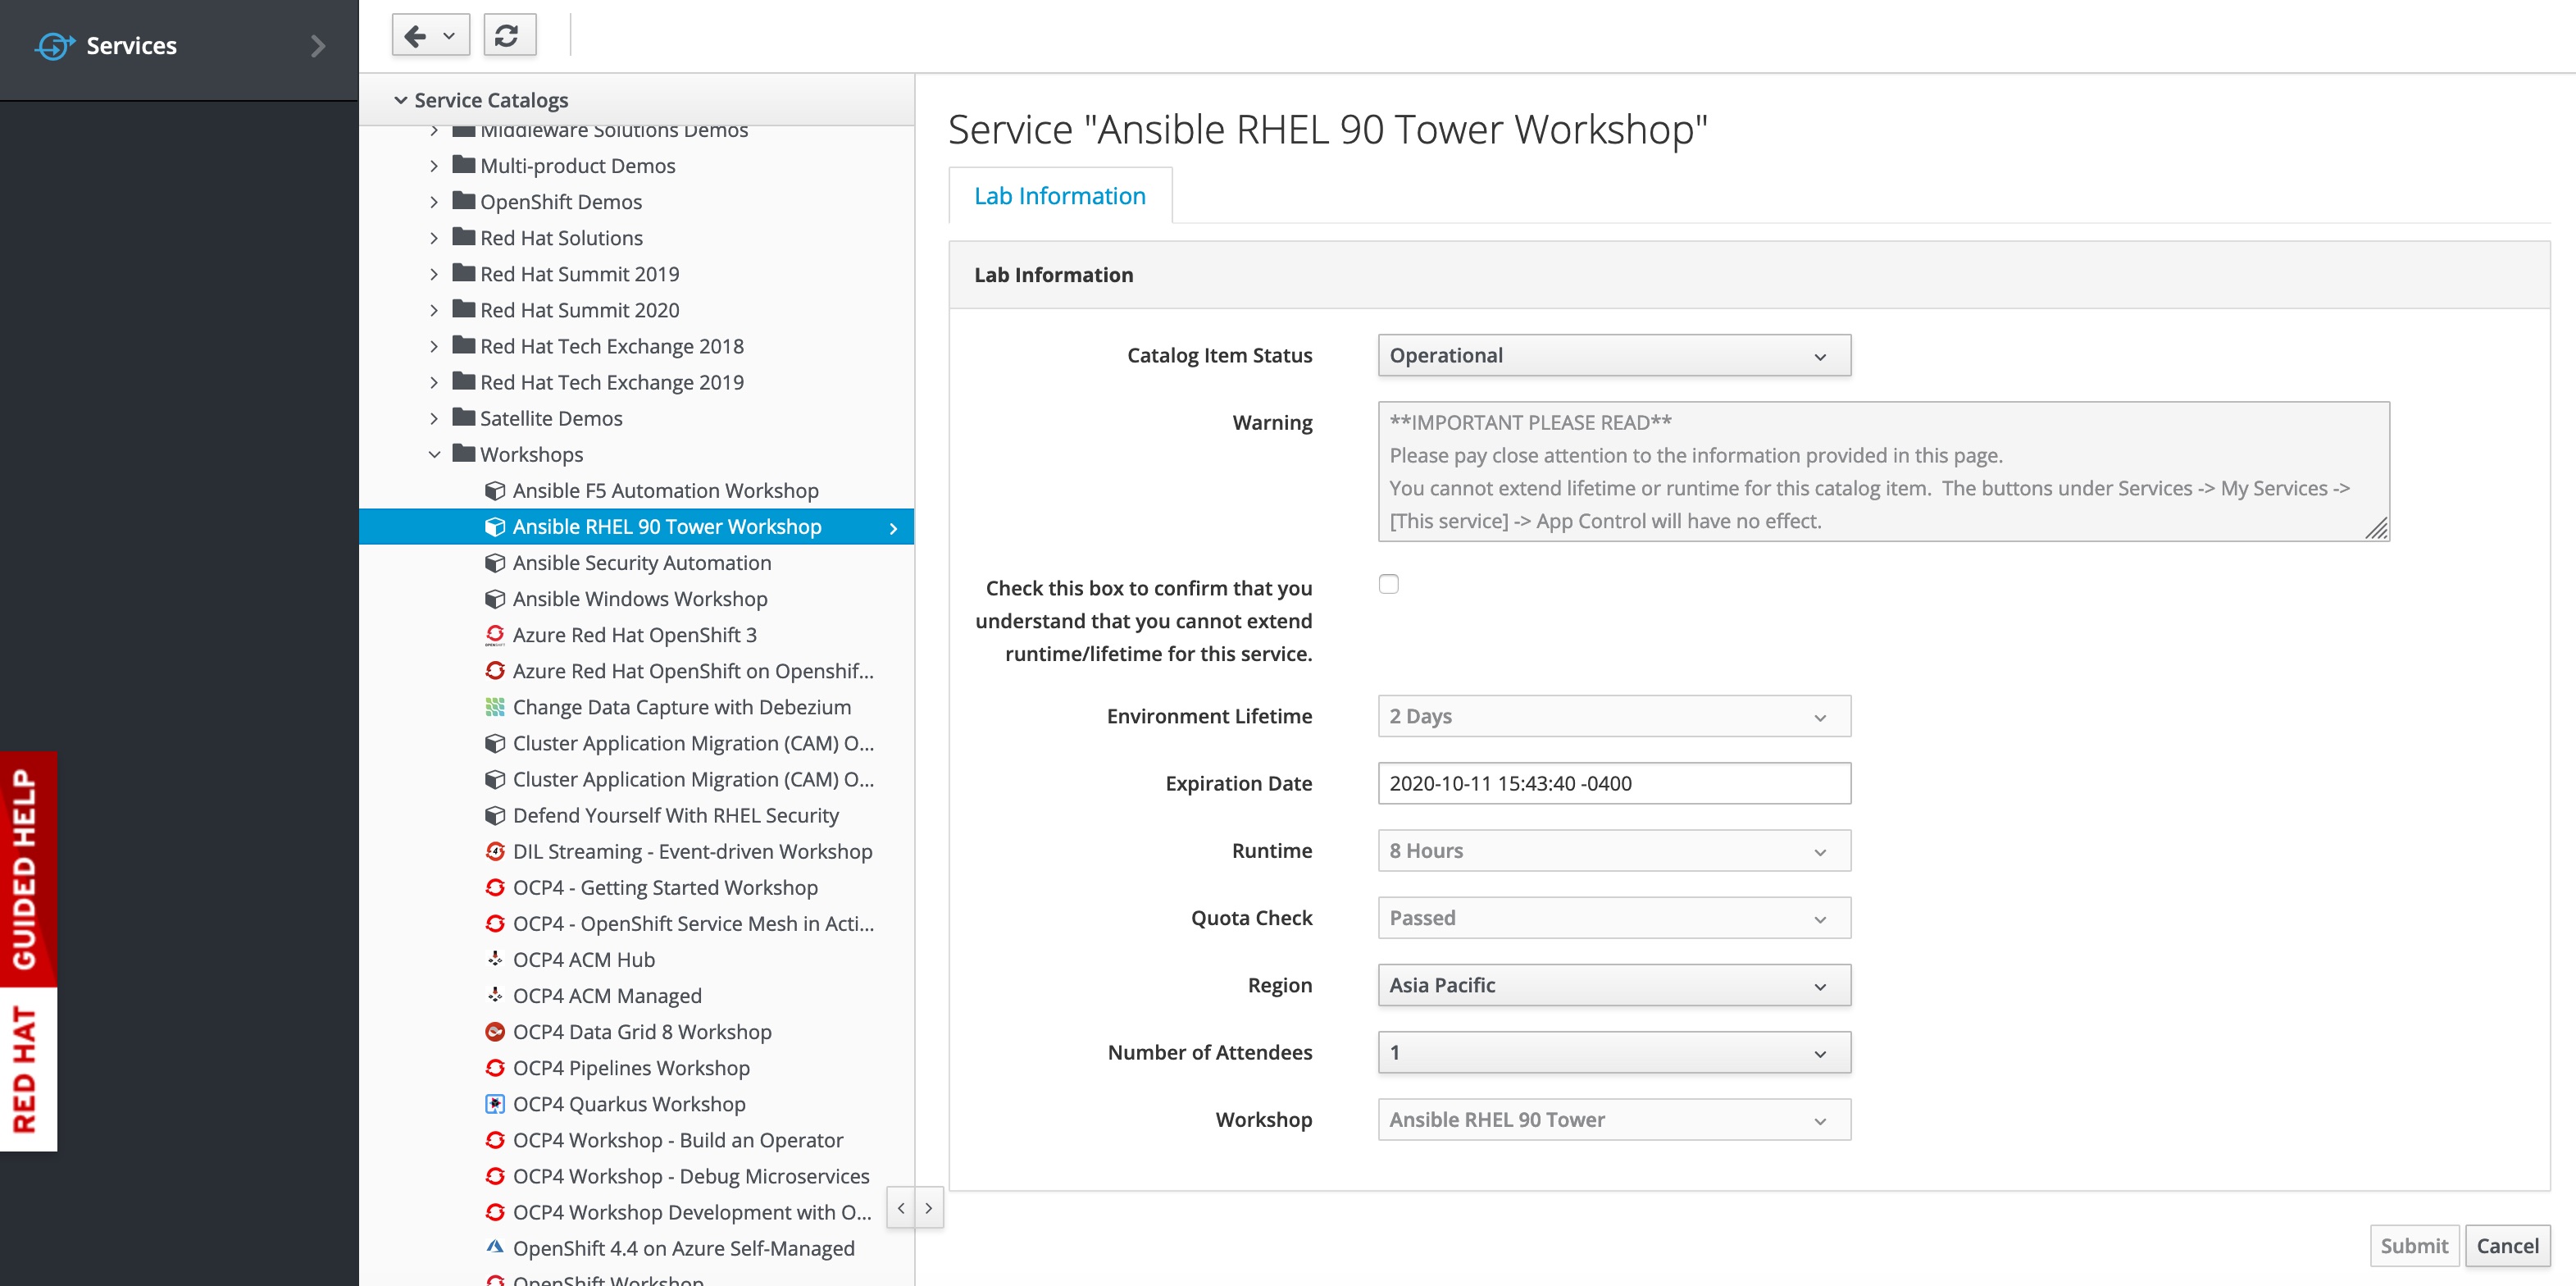 Services
Service Catalogs
Middleware Solutions Demos
Multi-product Demos
OpenShift Demos
Red Hat Solutions
Red Hat Summit 2019
Red Hat Summit 2020
Red Hat Tech Exchange 2018
Red Hat Tech Exchange 2019
Satellite Demos
Workshops
Ansible F5 Automation Workshop
Ansible RHEL 90 Tower Workshop
Ansible Security Automation
Ansible Windows Workshop
Azure Red Hat OpenShift 3
Azure Red Hat OpenShift on Openshif...
Change Data Capture with Debezium
Cluster Application Migration (CAM) O...
Cluster Application Migration (CAM) O...
Defend Yourself With RHEL Security
DIL Streaming - Event-driven Workshop
OCP4 - Getting Started Workshop
OCP4 - OpenShift Service Mesh in Acti...
OCP4 ACM Hub
OCP4 ACM Managed
OCP4 Data Grid 8 Workshop
OCP4 Pipelines Workshop
OCP4 Quarkus Workshop
OCP4 Workshop - Build an Operator
OCP4 Workshop - Debug Microservices
OCP4 Workshop Development with O...
OpenShift 4.4 on Azure Self-Managed
OpenShift Workshop
RED HAT GUIDED HELP
Service "Ansible RHEL 90 Tower Workshop"
Lab Information
Lab Information
Catalog Item Status Operational
Warning **IMPORTANT PLEASE READ**
Please pay close attention to the information provided in this page.
You cannot extend lifetime or runtime for this catalog item.  The buttons under Services -> My Services ->
[This service] -> App Control will have no effect.
Check this box to confirm that you
understand that you cannot extend
runtime/lifetime for this service.
Environment Lifetime 2 Days
Expiration Date 2020-10-11 15:43:40 -0400
Runtime 8 Hours
Quota Check Passed
Region Asia Pacific
Number of Attendees 1
Workshop Ansible RHEL 90 Tower
Submit Cancel